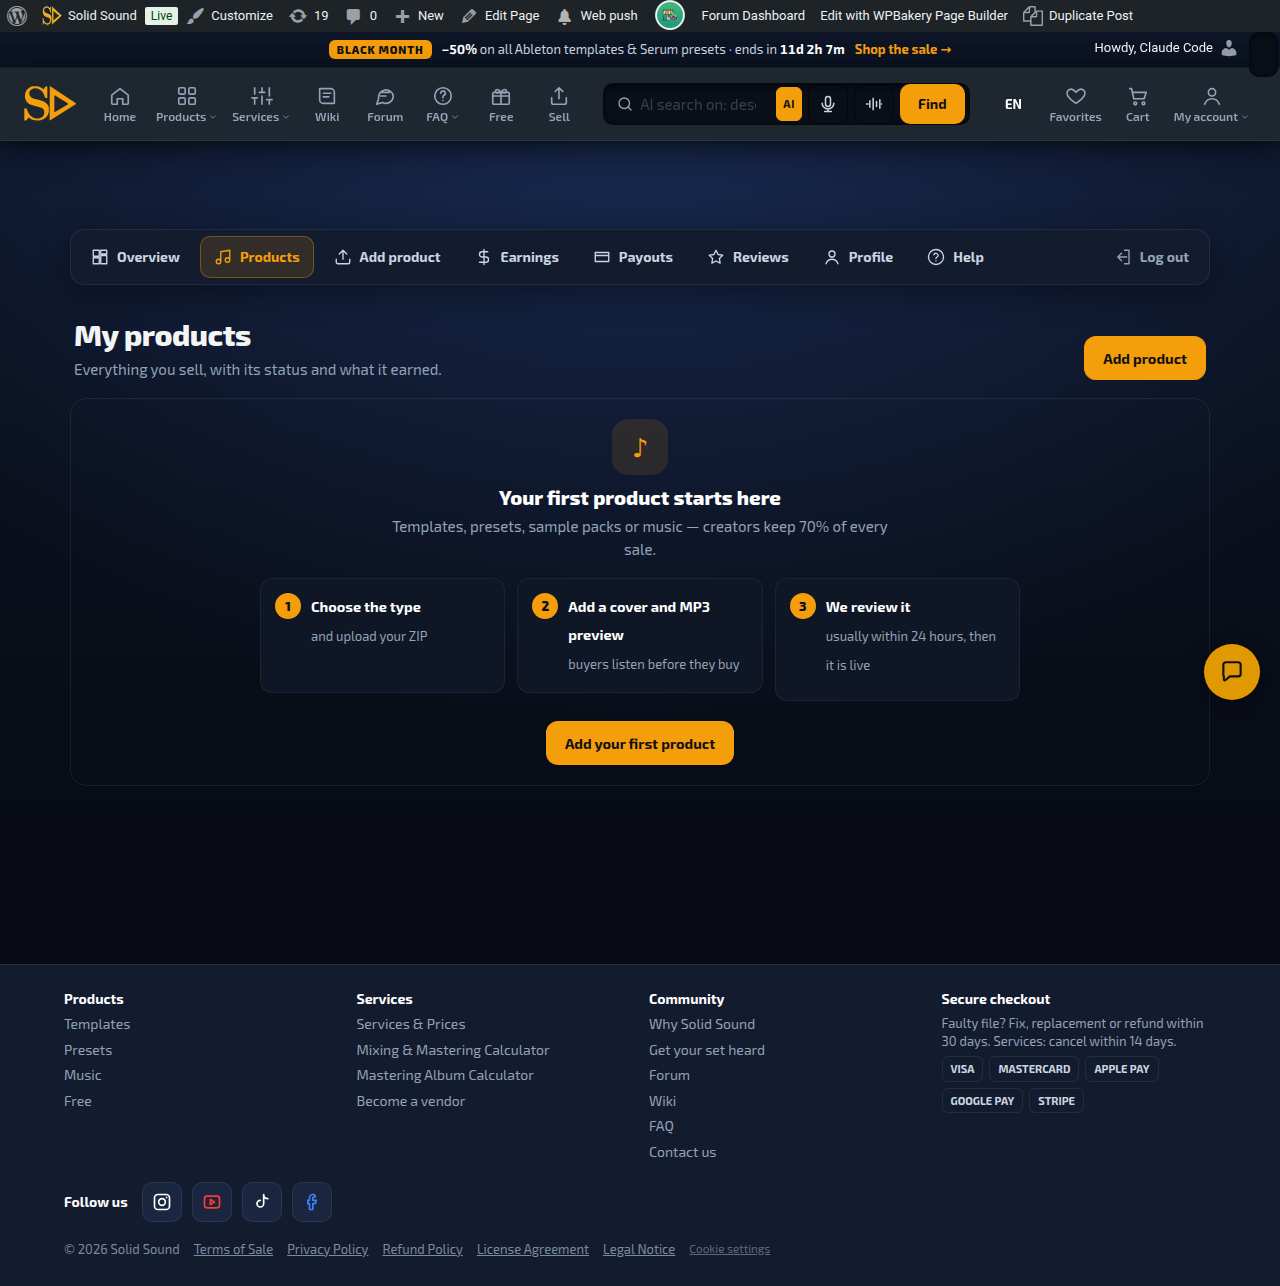 Solid Sound Live Customize 19 0 New Edit Page Web push Forum Dashboard Edit with WPBakery Page Builder Duplicate Post
BLACK MONTH −50% on all Ableton templates & Serum presets · ends in 11d 2h 7m Shop the sale →
Howdy, Claude Code
Home Products Services Wiki Forum FAQ Free Sell
AI search on: des AI Find
EN Favorites Cart My account
Overview Products Add product Earnings Payouts Reviews Profile Help Log out
My products
Everything you sell, with its status and what it earned.
Add product
Your first product starts here
Templates, presets, sample packs or music — creators keep 70% of every
sale.
1 Choose the type
and upload your ZIP
2 Add a cover and MP3
preview
buyers listen before they buy
3 We review it
usually within 24 hours, then
it is live
Add your first product
Products
Templates
Presets
Music
Free
Services
Services & Prices
Mixing & Mastering Calculator
Mastering Album Calculator
Become a vendor
Community
Why Solid Sound
Get your set heard
Forum
Wiki
FAQ
Contact us
Secure checkout
Faulty file? Fix, replacement or refund within
30 days. Services: cancel within 14 days.
VISA MASTERCARD APPLE PAY
GOOGLE PAY STRIPE
Follow us
© 2026 Solid Sound Terms of Sale Privacy Policy Refund Policy License Agreement Legal Notice Cookie settings